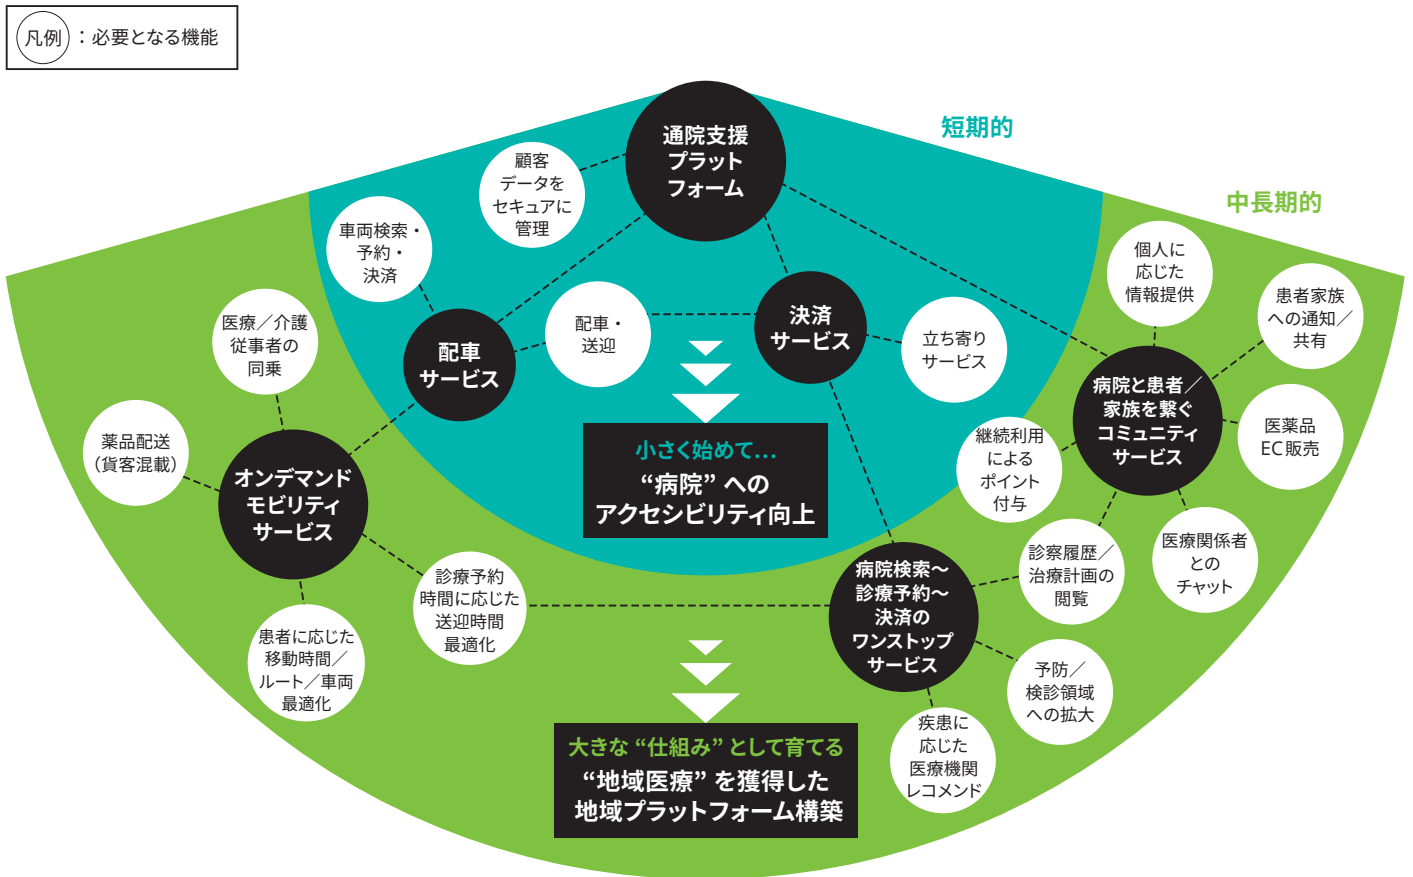 凡例：必要となる機能
通院支援
プラット
フォーム
短期的
中長期的
顧客
データを
セキュアに
管理
車両検索・
予約・
決済
配車
サービス
配車・
送迎
決済
サービス
立ち寄り
サービス
小さく始めて…
“病院” への
アクセシビリティ向上
個人に
応じた
情報提供
患者家族
への通知／
共有
病院と患者／
家族を繋ぐ
コミュニティ
サービス
医薬品
EC販売
継続利用
による
ポイント
付与
医療関係者
との
チャット
診察履歴／
治療計画の
閲覧
医療／介護
従事者の
同乗
薬品配送
（貨客混載）
オンデマンド
モビリティ
サービス
診療予約
時間に応じた
送迎時間
最適化
患者に応じた
移動時間／
ルート／車両
最適化
病院検索〜
診療予約〜
決済の
ワンストップ
サービス
予防／
検診領域
への拡大
疾患に
応じた
医療機関
レコメンド
大きな “仕組み” として育てる
“地域医療” を獲得した
地域プラットフォーム構築